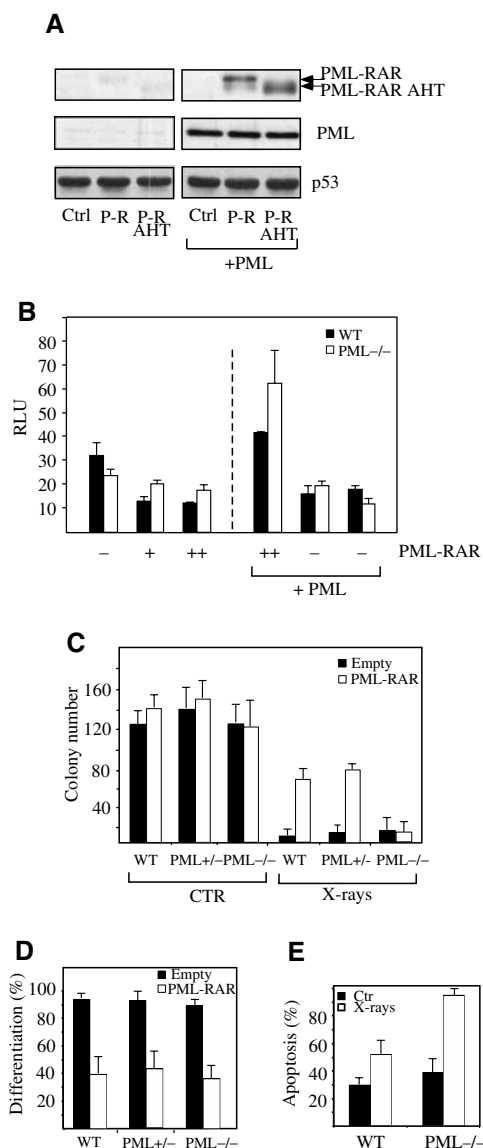 A
PML-RAR
PML-RAR AHT
PML
p53
Ctrl P-R P-R AHT Ctrl P-R P-R AHT
+PML
B
WT
PML–/–
RLU
80
70
60
50
40
30
20
10
– + ++ ++ – – PML-RAR
+ PML
C
Empty
PML-RAR
Colony number
160
120
80
40
WT PML+/– PML–/– WT PML+/- PML–/–
CTR X-rays
D
Empty
PML-RAR
Differentiation (%)
100
80
60
40
20
WT PML+/– PML–/–
E
Ctr
X-rays
Apoptosis (%)
80
60
40
20
WT PML–/–